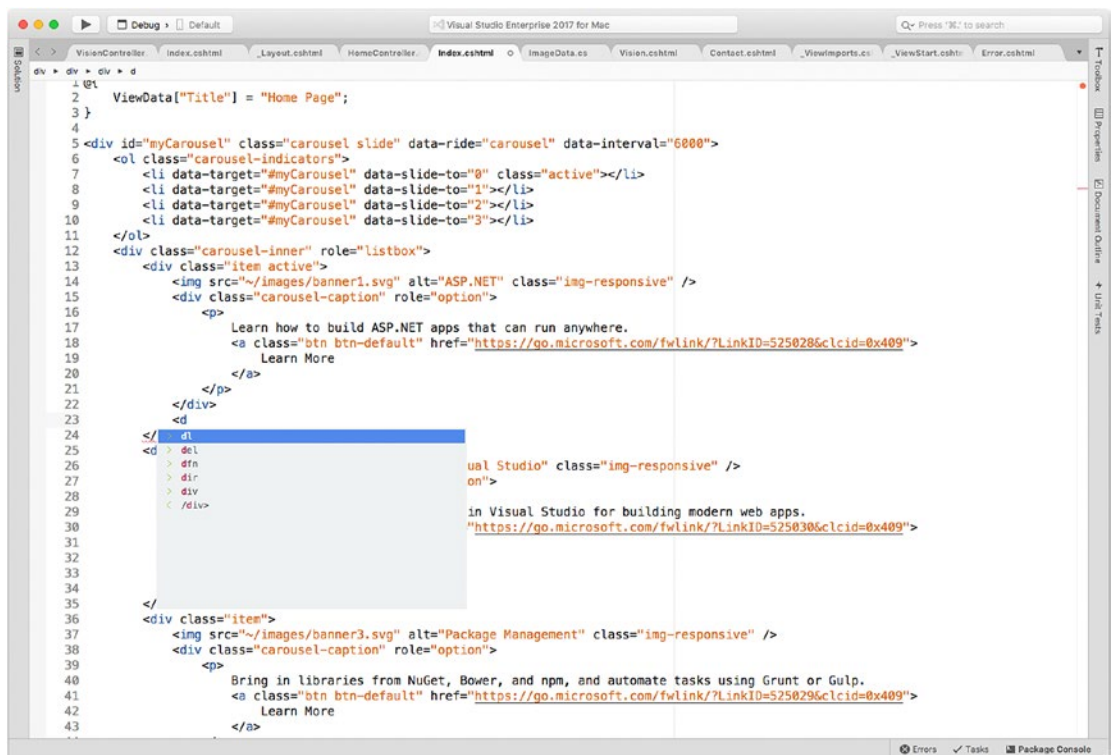 Debug › Default
Visual Studio Enterprise 2017 for Mac
Press '⌘.' to search
Solution
VisionController. Index.cshtml _Layout.cshtml HomeController. Index.cshtml ImageData.cs Vision.cshtml Contact.cshtml _ViewImports.cs _ViewStart.cshtm Error.cshtml
div ▸ div ▸ div ▸ d
1 @{
2 ViewData["Title"] = "Home Page";
3 }
4
5 <div id="myCarousel" class="carousel slide" data-ride="carousel" data-interval="6000">
6 <ol class="carousel-indicators">
7 <li data-target="#myCarousel" data-slide-to="0" class="active"></li>
8 <li data-target="#myCarousel" data-slide-to="1"></li>
9 <li data-target="#myCarousel" data-slide-to="2"></li>
10 <li data-target="#myCarousel" data-slide-to="3"></li>
11 </ol>
12 <div class="carousel-inner" role="listbox">
13 <div class="item active">
14 <img src="~/images/banner1.svg" alt="ASP.NET" class="img-responsive" />
15 <div class="carousel-caption" role="option">
16 <p>
17 Learn how to build ASP.NET apps that can run anywhere.
18 <a class="btn btn-default" href="https://go.microsoft.com/fwlink/?LinkID=525028&clcid=0x409">
19 Learn More
20 </a>
21 </p>
22 </div>
23 <d
24 </
25 <d
26 ual Studio" class="img-responsive" />
27 on">
28
29 in Visual Studio for building modern web apps.
30 "https://go.microsoft.com/fwlink/?LinkID=525030&clcid=0x409">
31
32
33
34
35 </
> dl
> del
> dfn
> dir
> div
< /div>
36 <div class="item">
37 <img src="~/images/banner3.svg" alt="Package Management" class="img-responsive" />
38 <div class="carousel-caption" role="option">
39 <p>
40 Bring in libraries from NuGet, Bower, and npm, and automate tasks using Grunt or Gulp.
41 <a class="btn btn-default" href="https://go.microsoft.com/fwlink/?LinkID=525029&clcid=0x409">
42 Learn More
43 </a>
Toolbox
Properties
Document Outline
Unit Tests
Errors Tasks Package Console